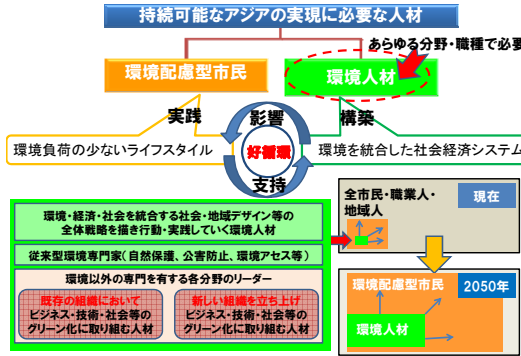 持続可能なアジアの実現に必要な人材
あらゆる分野・職種で必要
環境配慮型市民
環境人材
実践
影響
構築
環境負荷の少ないライフスタイル
好循環
環境を統合した社会経済システム
支持
環境・経済・社会を統合する社会・地域デザイン等の
全体戦略を描き行動・実践していく環境人材
従来型環境専門家(自然保護、公害防止、環境アセス等)
環境以外の専門を有する各分野のリーダー
既存の組織において
ビジネス・技術・社会等の
グリーン化に取り組む人材
新しい組織を立ち上げ
ビジネス・技術・社会等の
グリーン化に取り組む人材
全市民・職業人・
地域人
現在
環境配慮型市民
2050年
環境人材